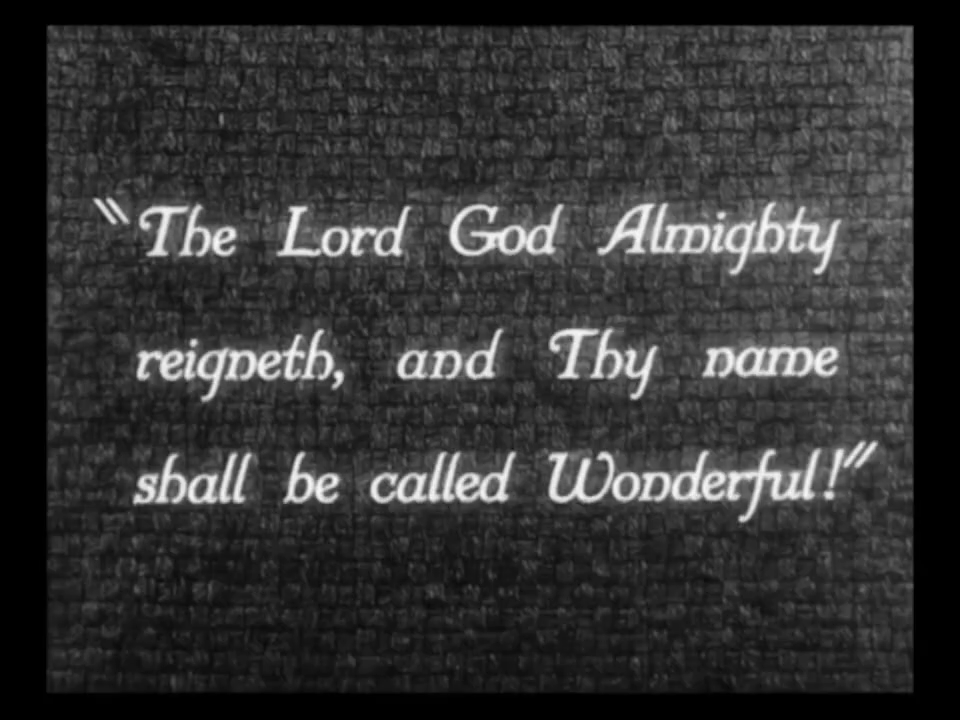 "The Lord God Almighty
reigneth, and Thy name
shall be called Wonderful!"